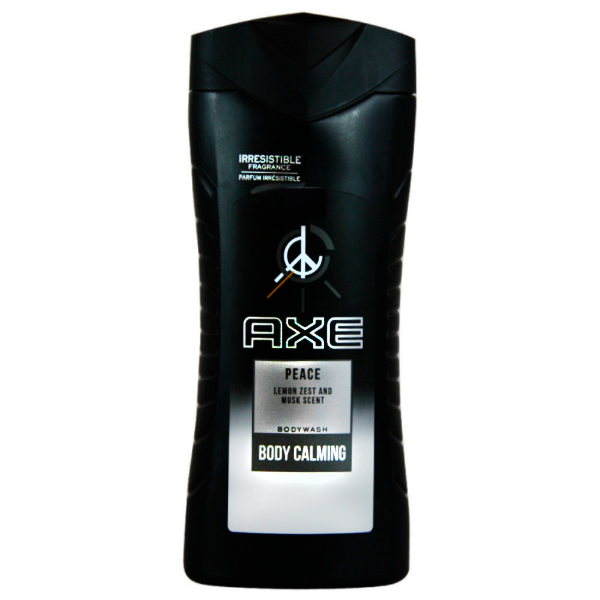 IRRESISTIBLE
FRAGRANCE
PARFUM IRRÉSISTIBLE
AXE
PEACE
LEMON ZEST AND
MUSK SCENT
BODYWASH
BODY CALMING